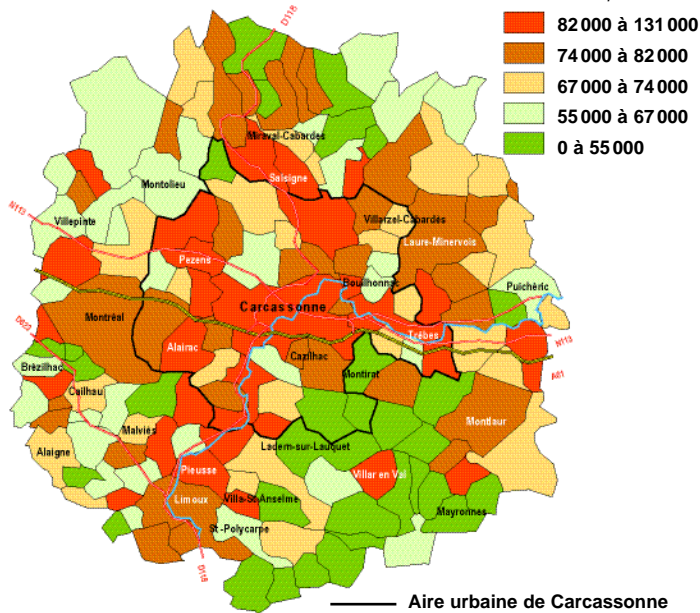 D118
82 000 à 131 000
74 000 à 82 000
67 000 à 74 000
55 000 à 67 000
0 à 55 000
Miraval-Cabardes
Salsigne
Montolieu
Villepinte
N113
Villarzel-Cabardès
Laure-Minervois
Pezens
Bouilhonnac
Puichéric
Carcassonne
Montréal
D623
Trèbes
N113
Alairac
Cazilhac
A61
Brézilhac
Montirat
Cailhau
Malviès
Montlaur
Alaigne
Ladern-sur-Lauquet
Pieusse
Villar en Val
Limoux
Villa-St-Anselme
Mayronnes
St-Polycarpe
D118
Aire urbaine de Carcassonne